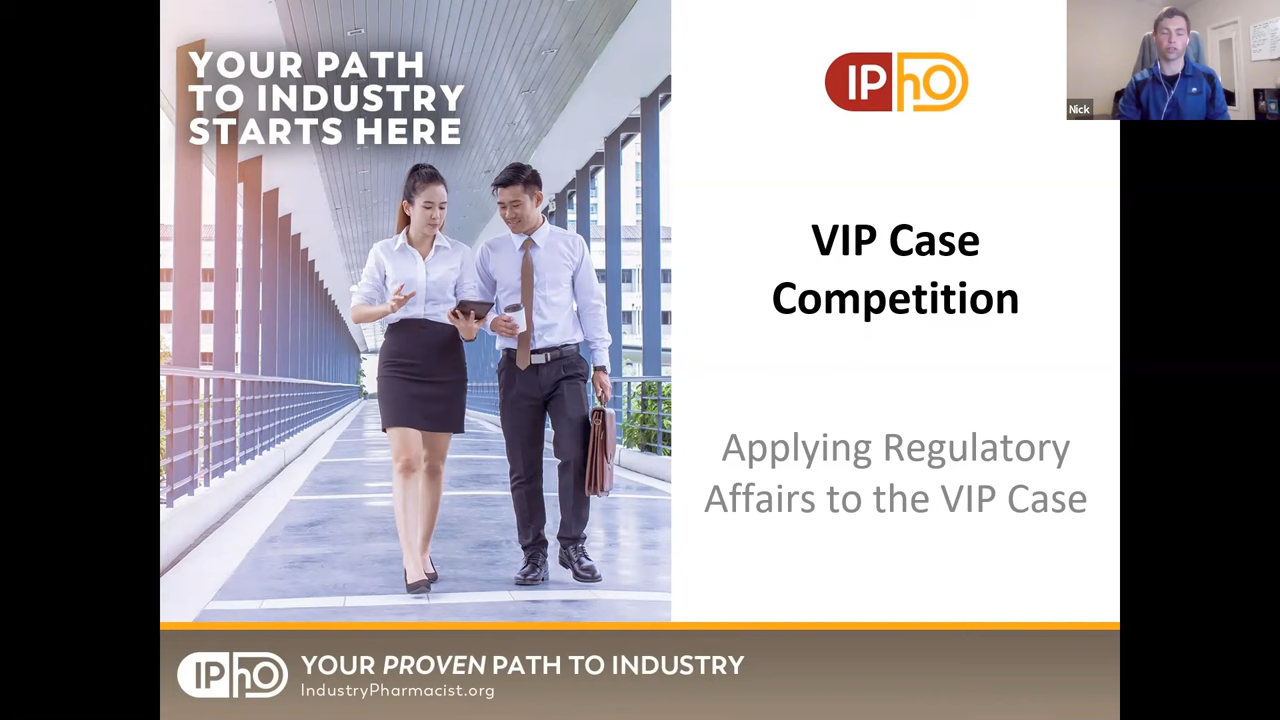 YOUR PATH
TO INDUSTRY
STARTS HERE
IPhO
Nick
VIP Case
Competition
Applying Regulatory
Affairs to the VIP Case
IPhO
YOUR PROVEN PATH TO INDUSTRY
IndustryPharmacist.org